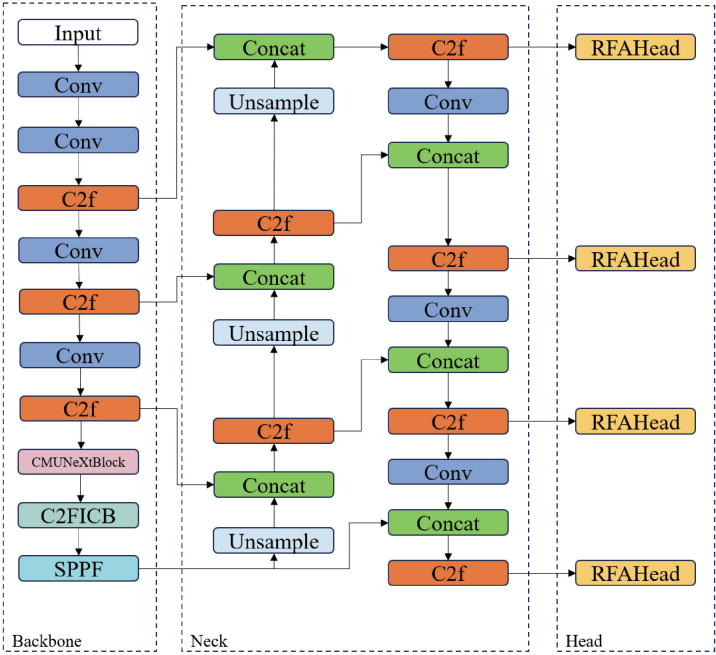 Input
Conv
Conv
C2f
Conv
C2f
Conv
C2f
CMUNeXtBlock
C2FICB
SPPF
Backbone
Concat
Unsample
C2f
Concat
Unsample
C2f
Concat
Unsample
C2f
Conv
Concat
C2f
Conv
Concat
C2f
Conv
Concat
C2f
Neck
RFAHead
RFAHead
RFAHead
RFAHead
Head